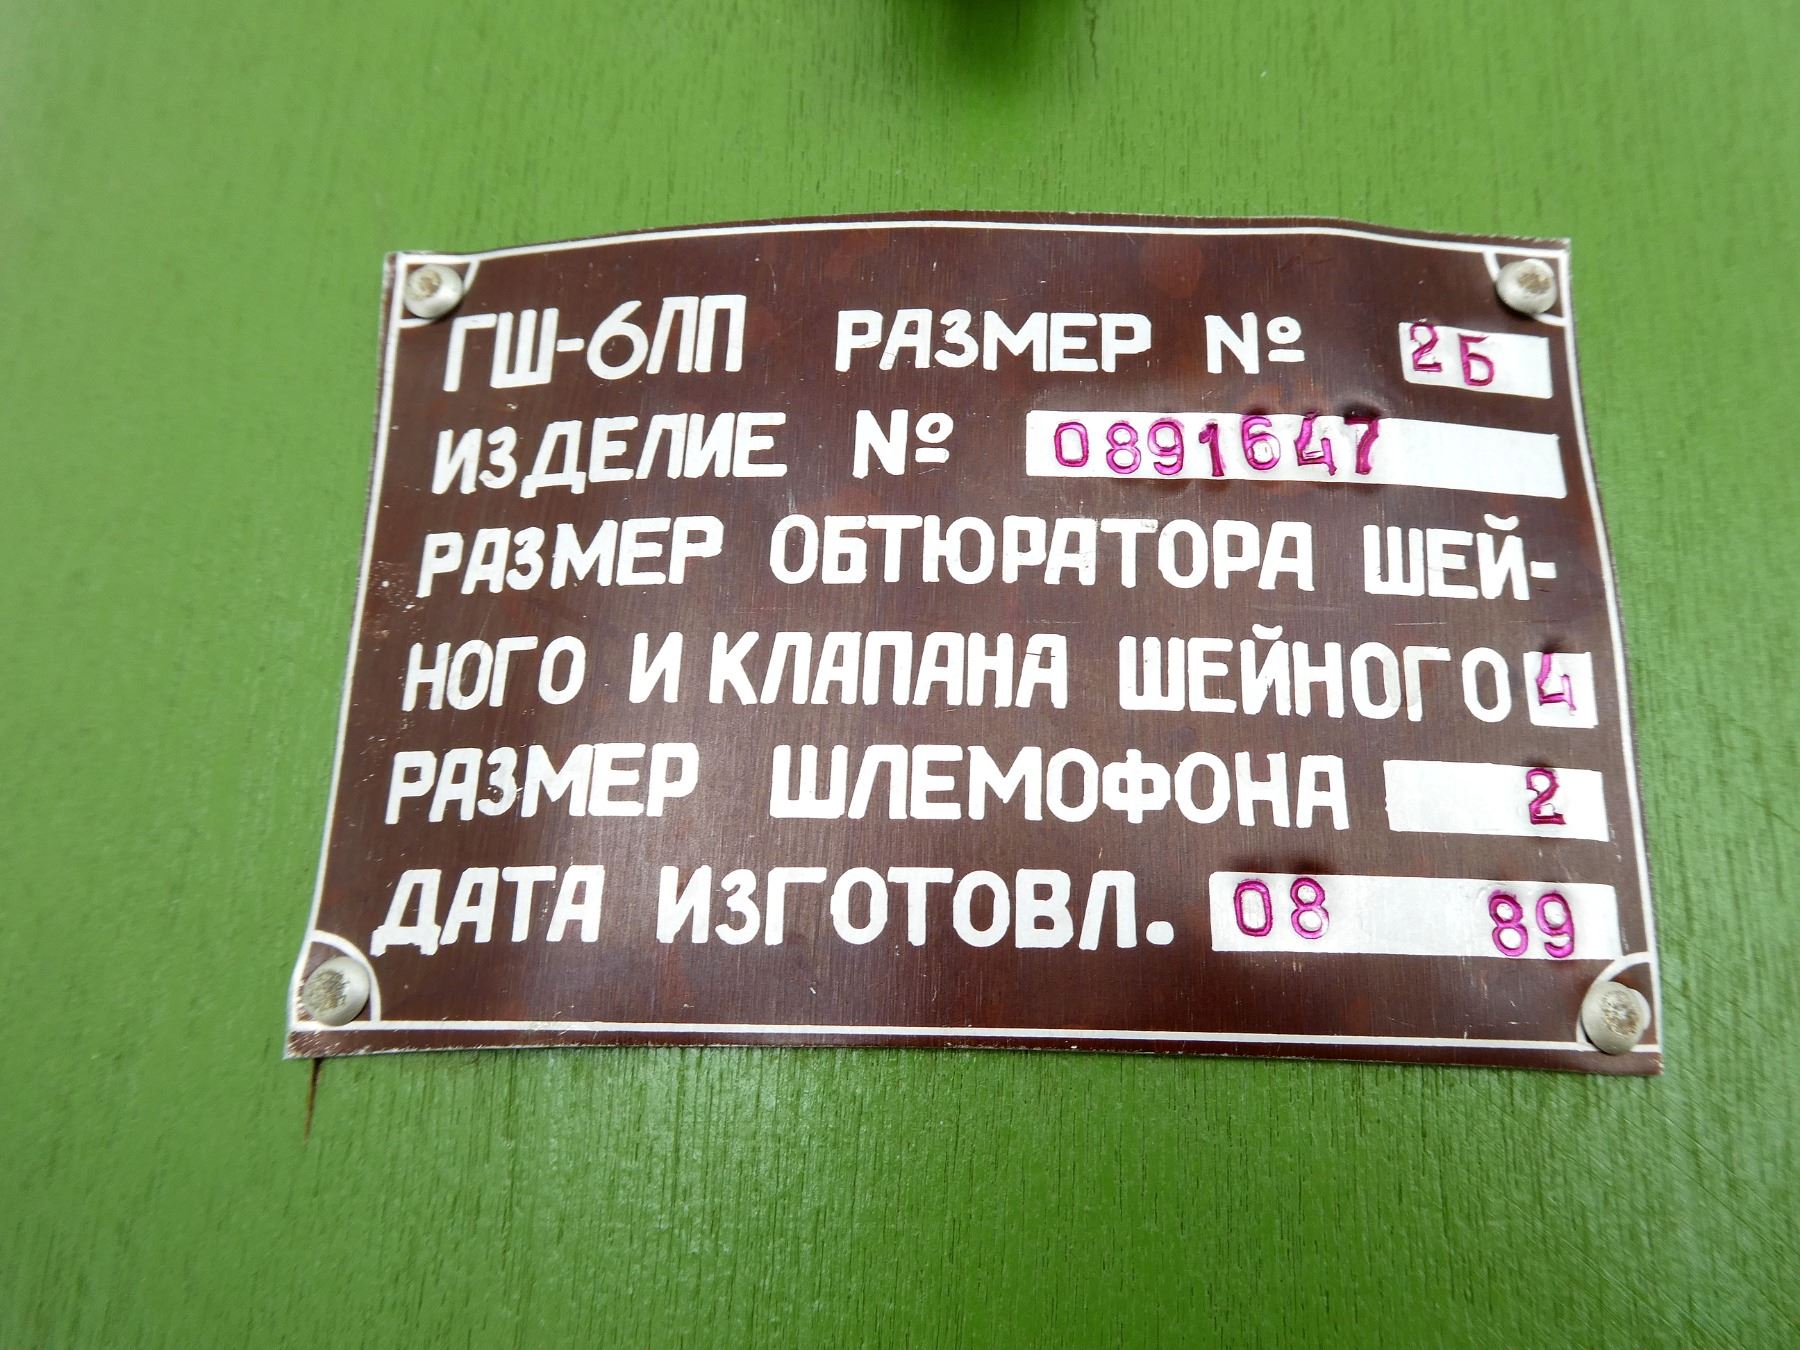 ГШ-6ЛП РАЗМЕР № 2Б
ИЗДЕЛИЕ № 0891647
РАЗМЕР ОБТЮРАТОРА ШЕЙ-
НОГО И КЛАПАНА ШЕЙНОГО 4
РАЗМЕР ШЛЕМОФОНА 2
ДАТА ИЗГОТОВЛ. 08 89